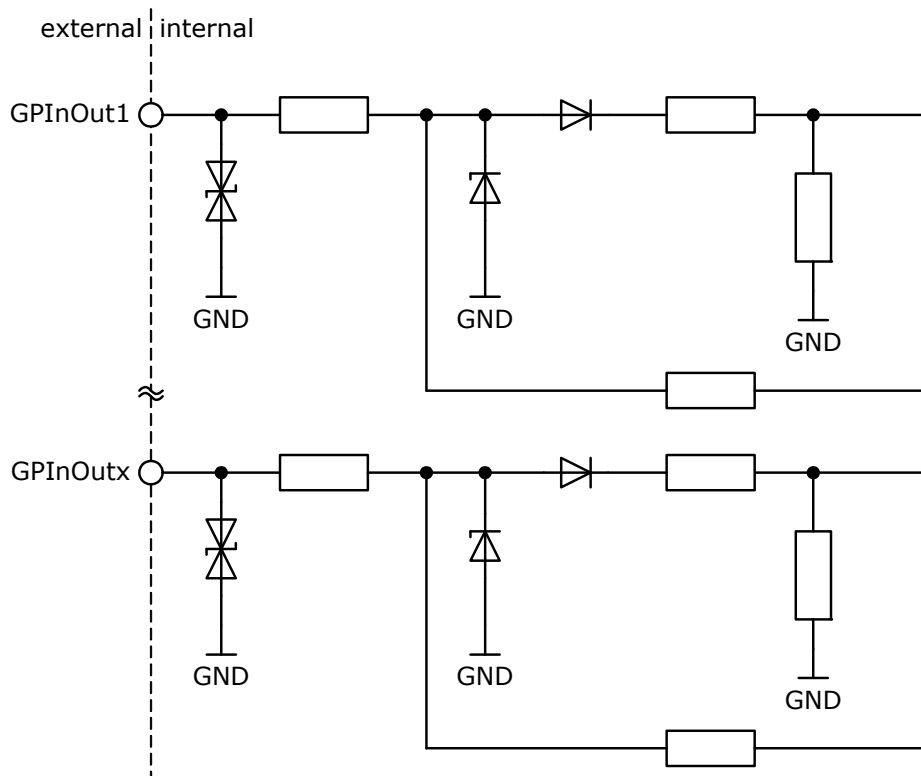 external internal
GPInOut1
GND
GND
GND
GPInOutx
GND
GND
GND